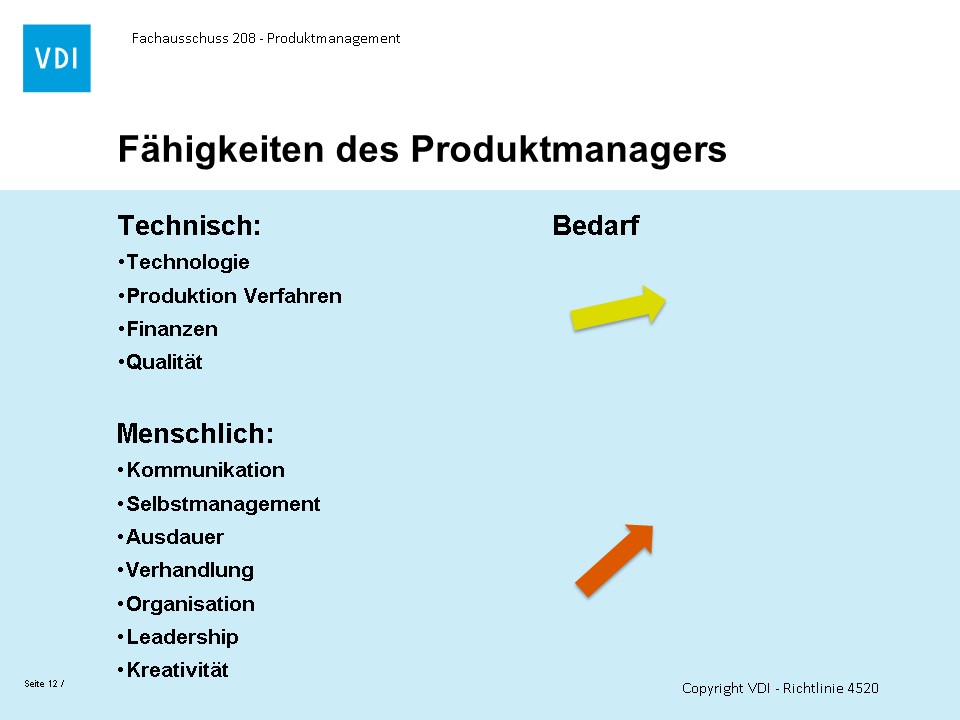 VDI
Fachausschuss 208 - Produktmanagement
Fähigkeiten des Produktmanagers
Technisch:
Bedarf
•Technologie
•Produktion Verfahren
•Finanzen
•Qualität
Menschlich:
•Kommunikation
•Selbstmanagement
•Ausdauer
•Verhandlung
•Organisation
•Leadership
•Kreativität
Seite 12 /
Copyright VDI - Richtlinie 4520